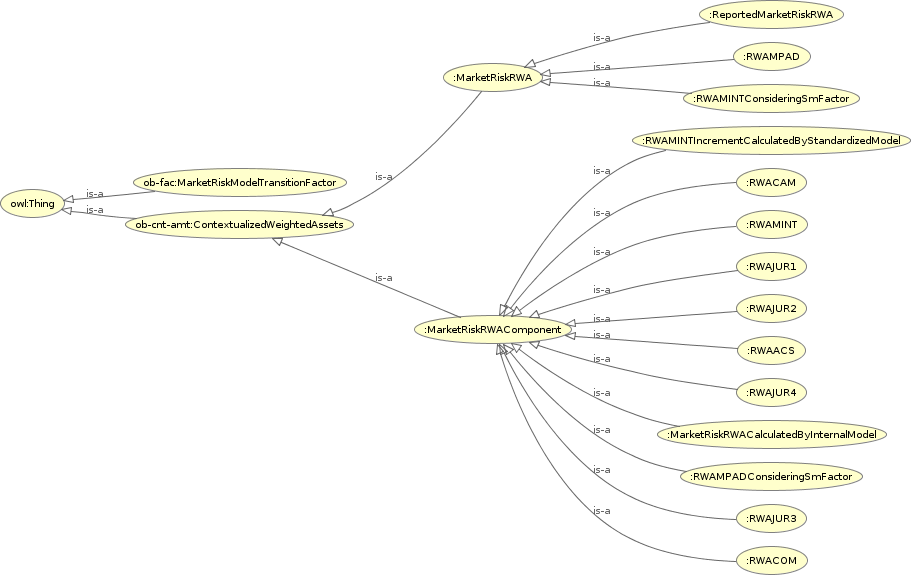 :ReportedMarketRiskRWA
is-a
:RWAMPAD
is-a
:MarketRiskRWA
is-a
:RWAMINTConsideringSmFactor
:RWAMINTIncrementCalculatedByStandardizedModel
is-a
is-a
:RWACAM
ob-fac:MarketRiskModelTransitionFactor
is-a
owl:Thing
is-a
is-a
ob-cnt-amt:ContextualizedWeightedAssets
:RWAMINT
is-a
:RWAJUR1
is-a
is-a
:RWAJUR2
is-a
:MarketRiskRWAComponent
is-a
:RWAACS
is-a
:RWAJUR4
is-a
:MarketRiskRWACalculatedByInternalModel
is-a
:RWAMPADConsideringSmFactor
is-a
:RWAJUR3
is-a
:RWACOM